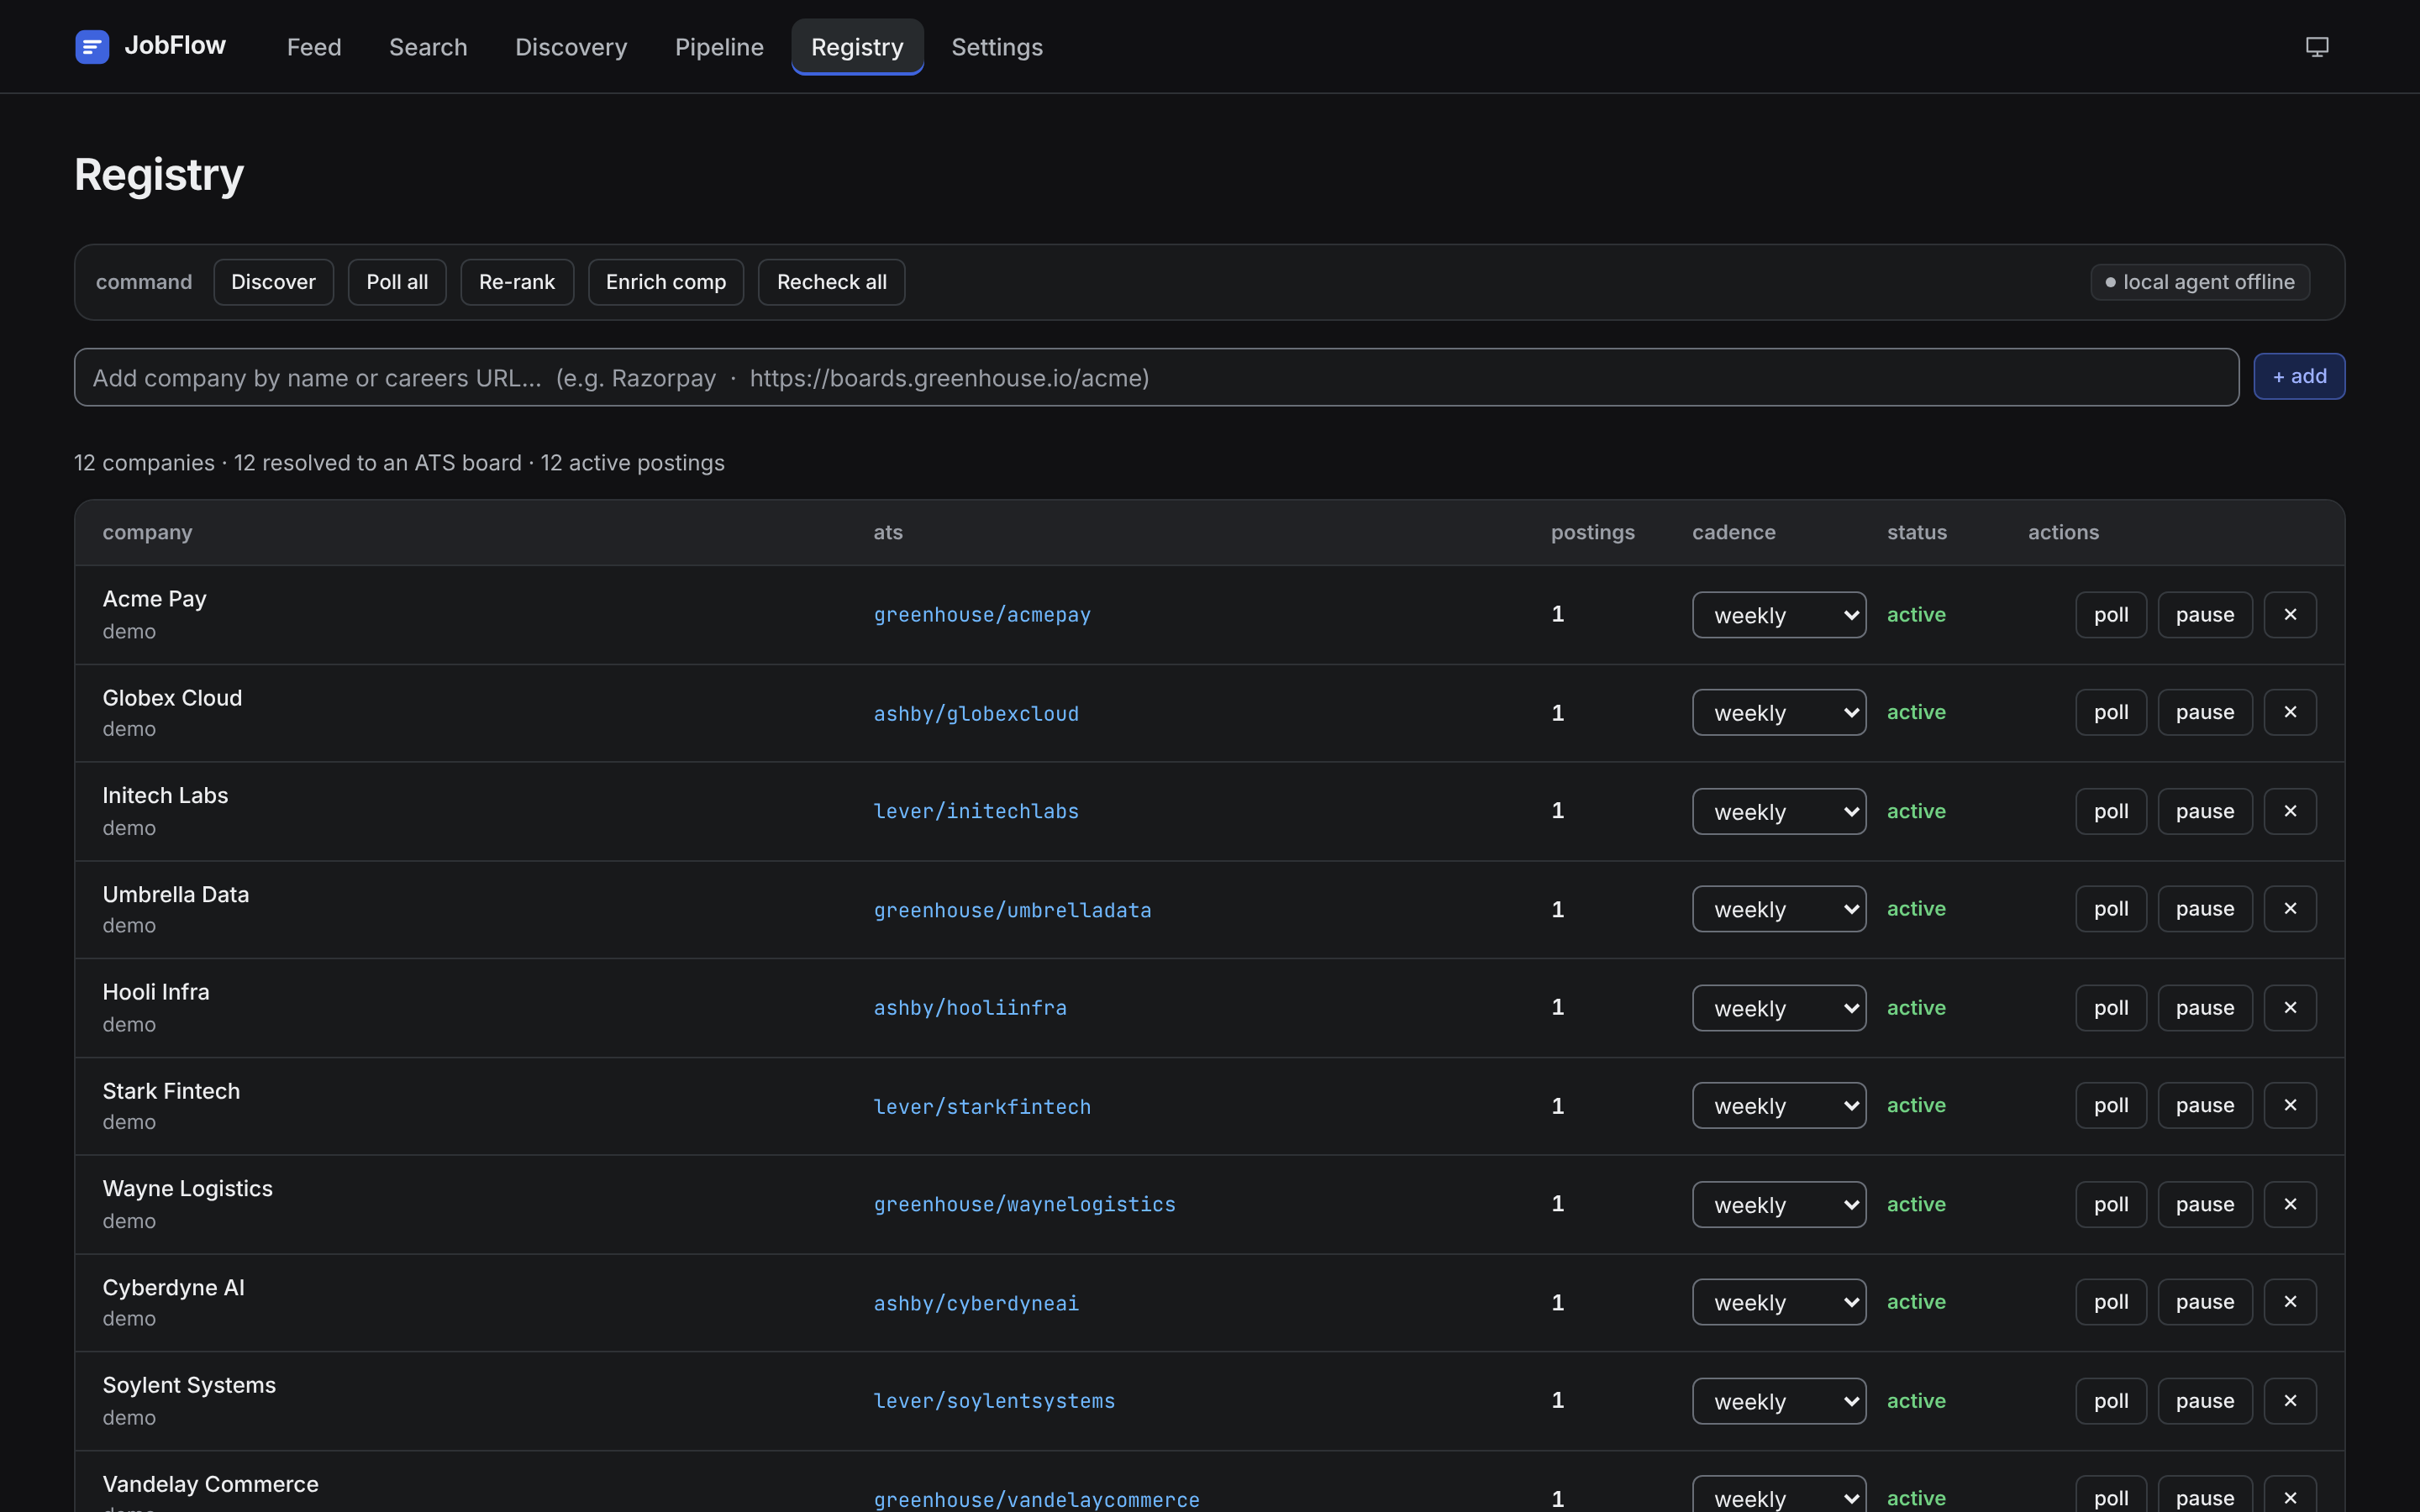 JobFlow Feed Search Discovery Pipeline Registry Settings
Registry
command Discover Poll all Re-rank Enrich comp Recheck all local agent offline
Add company by name or careers URL... (e.g. Razorpay · https://boards.greenhouse.io/acme) + add
12 companies · 12 resolved to an ATS board · 12 active postings
company ats postings cadence status actions
Acme Pay
demo
greenhouse/acmepay 1 weekly active poll pause ✕
Globex Cloud
demo
ashby/globexcloud 1 weekly active poll pause ✕
Initech Labs
demo
lever/initechlabs 1 weekly active poll pause ✕
Umbrella Data
demo
greenhouse/umbrelladata 1 weekly active poll pause ✕
Hooli Infra
demo
ashby/hooliinfra 1 weekly active poll pause ✕
Stark Fintech
demo
lever/starkfintech 1 weekly active poll pause ✕
Wayne Logistics
demo
greenhouse/waynelogistics 1 weekly active poll pause ✕
Cyberdyne AI
demo
ashby/cyberdyneai 1 weekly active poll pause ✕
Soylent Systems
demo
lever/soylentsystems 1 weekly active poll pause ✕
Vandelay Commerce
greenhouse/vandelaycommerce 1 weekly active poll pause ✕